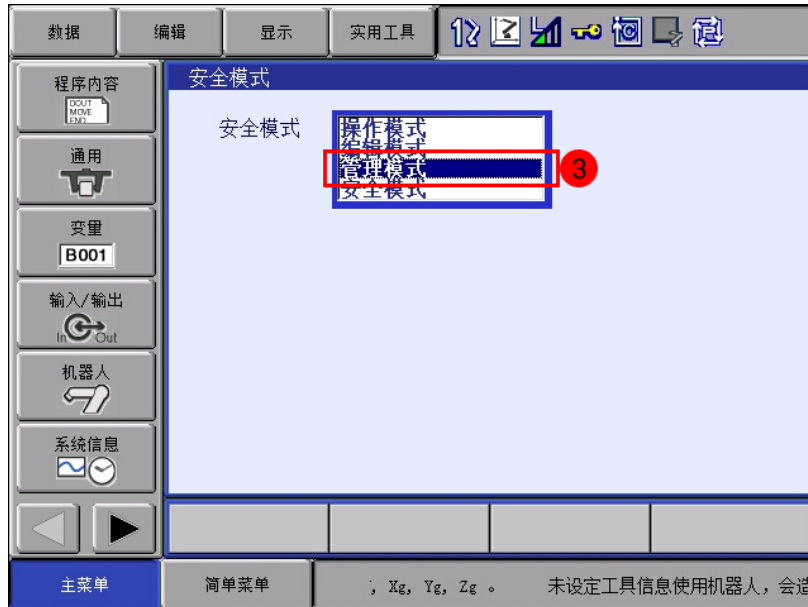 数据 编辑 显示 实用工具
程序内容
DOUT
MOVE
END
通用
变量
B001
输入/输出
In Out
机器人
系统信息
安全模式
安全模式
操作模式
编辑模式
管理模式
3
安全模式
主菜单 简单菜单 , Xg, Yg, Zg 。 未设定工具信息使用机器人，会造